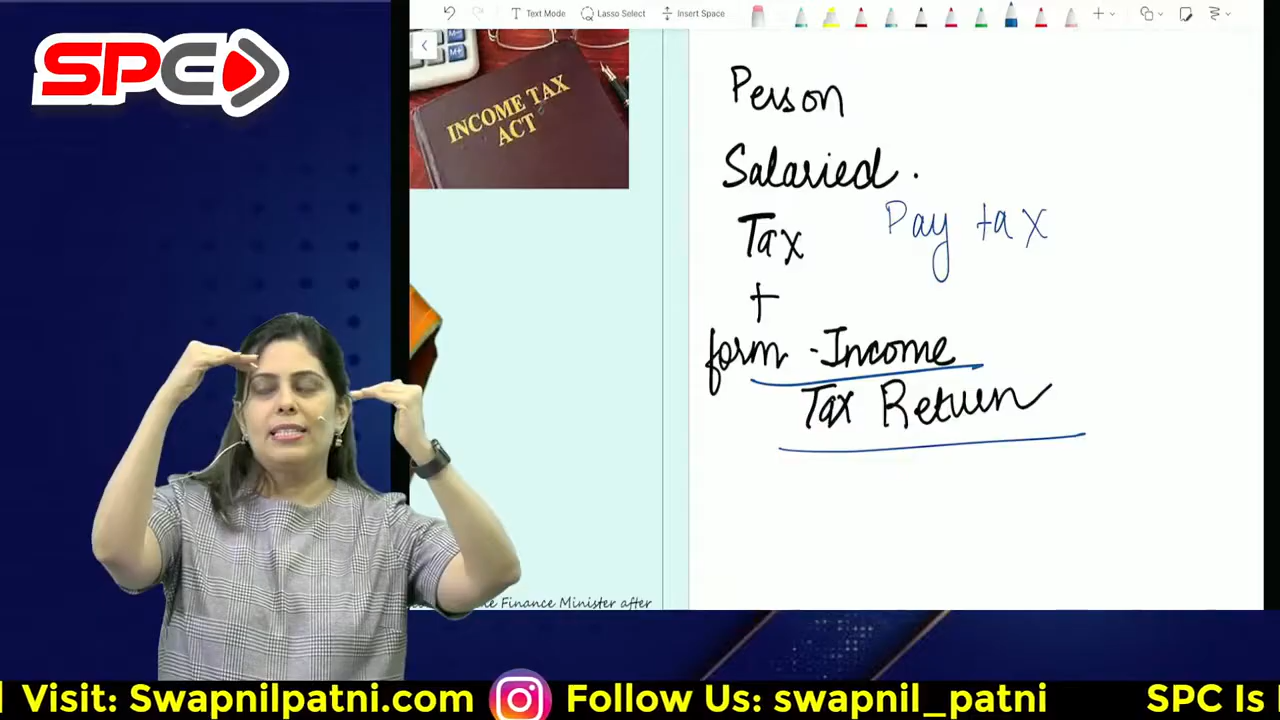 SPC
Text Mode
Lasso Select
Insert Space
INCOME TAX
ACT
Person
Salaried.
Tax Pay tax
+
form - Income
Tax Return
Finance Minister after
Visit: Swapnilpatni.com Follow Us: swapnil_patni SPC Is